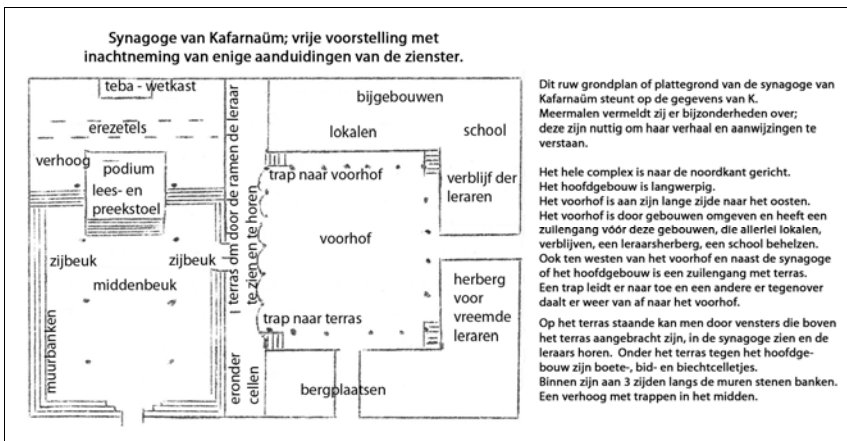 Synagoge van Kafarnaüm; vrije voorstelling met
inachtneming van enige aanduidingen van de zienster.
teba - wetkast
erezetels
verhoog
podium
lees- en
preekstoel
zijbeuk
zijbeuk
middenbeuk
muurbanken
terras om door de ramen de leraar
te zien en te horen
eronder
cellen
bijgebouwen
lokalen
school
trap naar voorhof
verblijf der
leraren
voorhof
herberg
voor
vreemde
leraren
trap naar terras
bergplaatsen
Dit ruw grondplan of plattegrond van de synagoge van
Kafarnaüm steunt op de gegevens van K.
Meermalen vermeldt zij er bijzonderheden over;
deze zijn nuttig om haar verhaal en aanwijzingen te
verstaan.
Het hele complex is naar de noordkant gericht.
Het hoofdgebouw is langwerpig.
Het voorhof is aan zijn lange zijde naar het oosten.
Het voorhof is door gebouwen omgeven en heeft een
zuilengang vóór deze gebouwen, die allerlei lokalen,
verblijven, een leraarsherberg, een school behelzen.
Ook ten westen van het voorhof en naast de synagoge
of het hoofdgebouw is een zuilengang met terras.
Een trap leidt er naar toe en een andere er tegenover
daalt er weer van af naar het voorhof.
Op het terras staande kan men door vensters die boven
het terras aangebracht zijn, in de synagoge zien en de
leraars horen. Onder het terras tegen het hoofdge-
bouw zijn boete-, bid- en biechtcelletjes.
Binnen zijn aan 3 zijden langs de muren stenen banken.
Een verhoog met trappen in het midden.